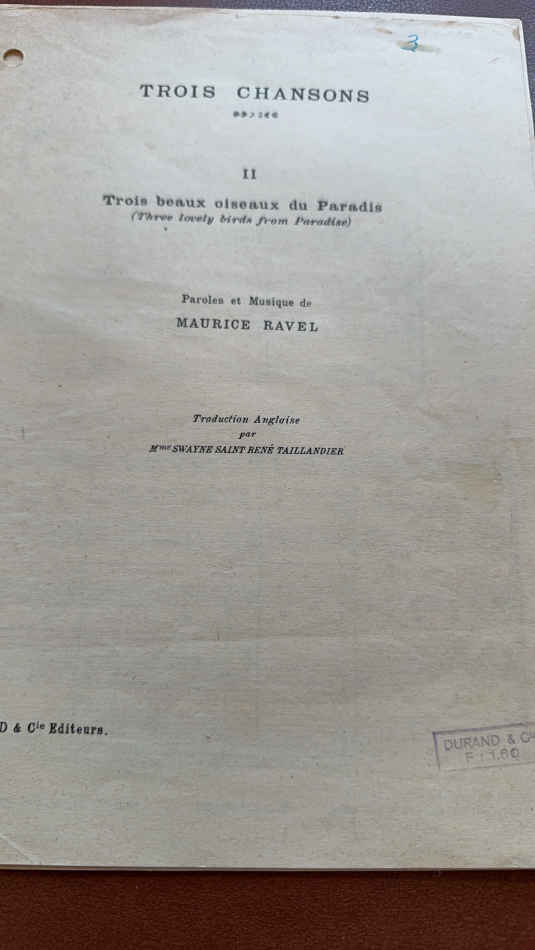 3
TROIS CHANSONS
II
Trois beaux oiseaux du Paradis
(Three lovely birds from Paradise)
Paroles et Musique de
MAURICE RAVEL
Traduction Anglaise
par
Mme SWAYNE SAINT RENÉ TAILLANDIER
D & Cie Editeurs.
DURAND & Cie
F : 1.60